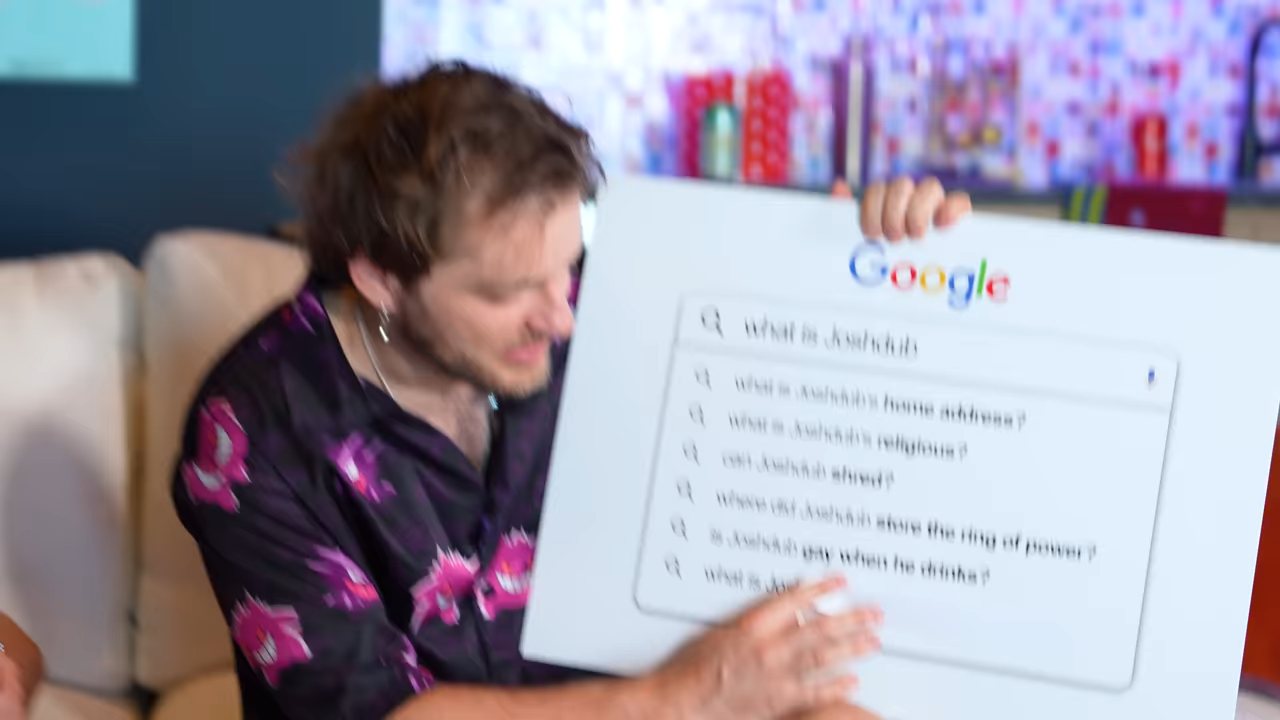 Google
what is Joshdub
what is Joshdub's home address?
what is Joshdub's religious?
can Joshdub shred?
where did Joshdub store the ring of power?
is Joshdub gay when he drinks?
what is Jos